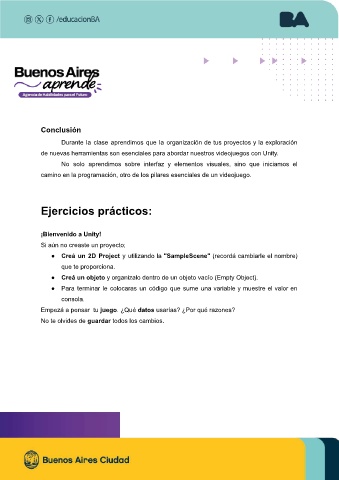 /educacionBA
BA
Buenos Aires
aprende
Agencia de Habilidades para el Futuro
Conclusión
Durante la clase aprendimos que la organización de tus proyectos y la exploración
de nuevas herramientas son esenciales para abordar nuestros videojuegos con Unity.
No solo aprendimos sobre interfaz y elementos visuales, sino que iniciamos el
camino en la programación, otro de los pilares esenciales de un videojuego.
Ejercicios prácticos:
¡Bienvenido a Unity!
Si aún no creaste un proyecto;
● Creá un 2D Project y utilizando la "SampleScene" (recordá cambiarle el nombre)
que te proporciona.
● Creá un objeto y organizalo dentro de un objeto vacío (Empty Object).
● Para terminar le colocaras un código que sume una variable y muestre el valor en
consola.
Empezá a pensar tu juego. ¿Qué datos usarías? ¿Por qué razones?
No te olvides de guardar todos los cambios.
Buenos Aires Ciudad